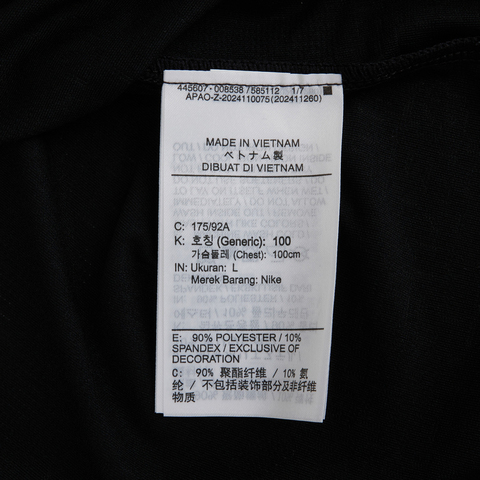 445607-008538 /585112 1/7
APAO-Z-2024110075(20241126O)
MADE IN VIETNAM
ベトナム製
DIBUAT DI VIETNAM
C: 175/92A
K: 호칭 (Generic): 100
가슴둘레 (Chest): 100cm
IN: Ukuran: L
Merek Barang: Nike
E: 90% POLYESTER / 10%
SPANDEX / EXCLUSIVE OF
DECORATION
C: 90% 聚酯纤维 / 10% 氨
纶 / 不包括装饰部分及非纤维
物质